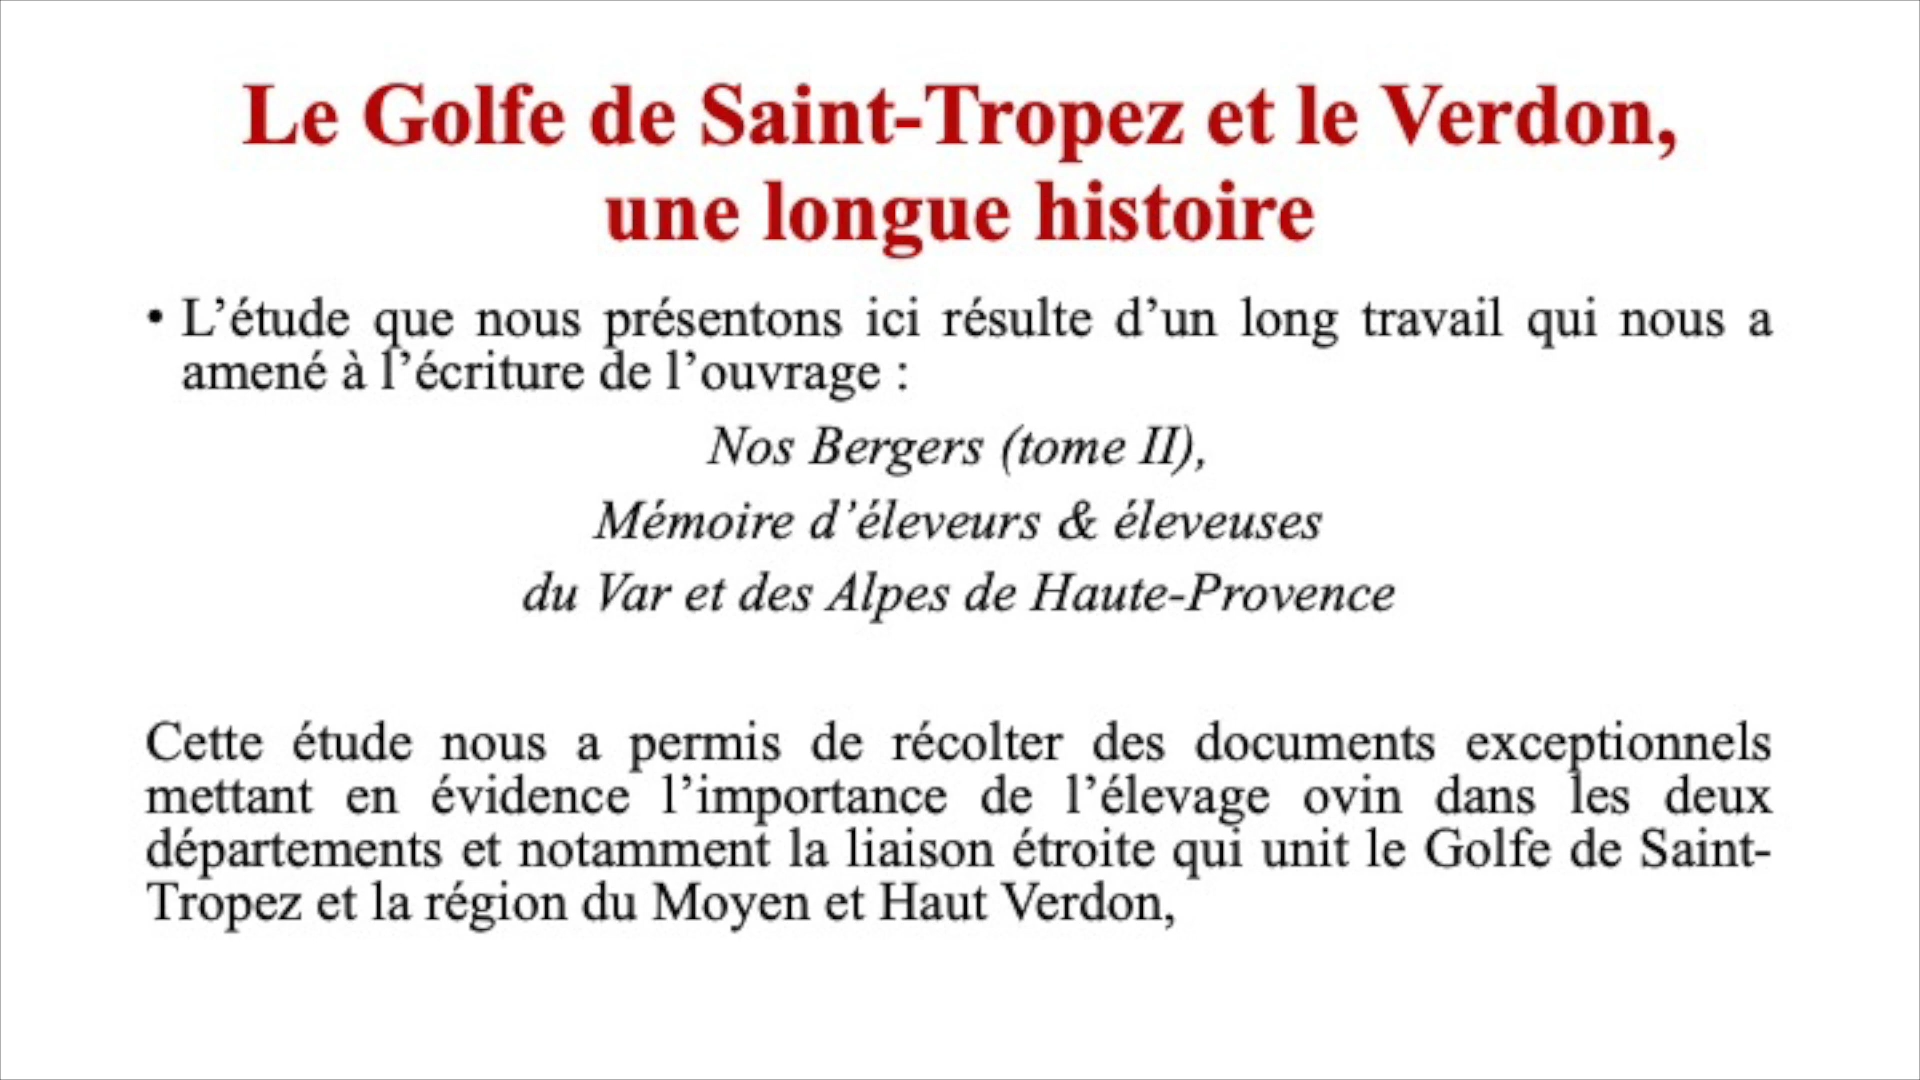 Le Golfe de Saint-Tropez et le Verdon,
une longue histoire
• L’étude que nous présentons ici résulte d’un long travail qui nous a
amené à l’écriture de l’ouvrage :
Nos Bergers (tome II),
Mémoire d’éleveurs & éleveuses
du Var et des Alpes de Haute-Provence
Cette étude nous a permis de récolter des documents exceptionnels
mettant en évidence l’importance de l’élevage ovin dans les deux
départements et notamment la liaison étroite qui unit le Golfe de Saint-
Tropez et la région du Moyen et Haut Verdon,